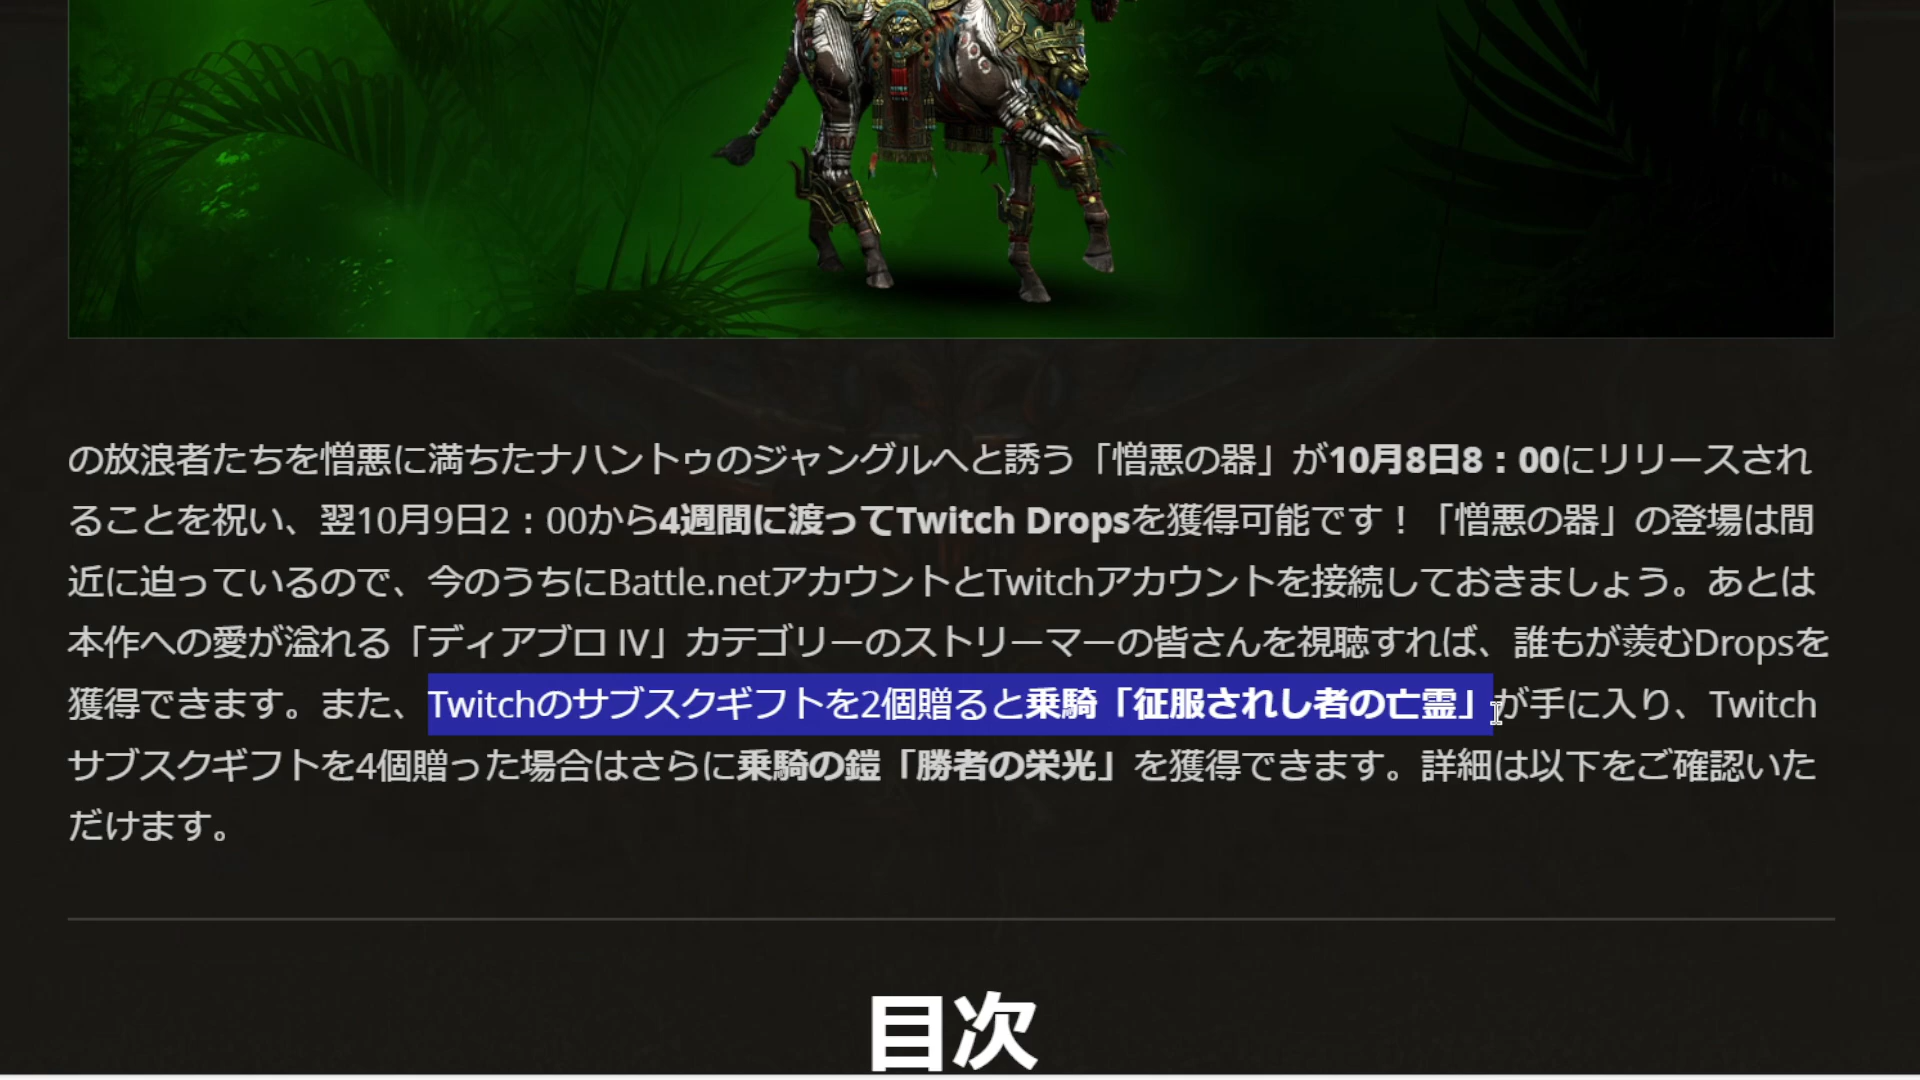 の放浪者たちを憎悪に満ちたナハントゥのジャングルへと誘う「憎悪の器」が10月8日8：00にリリースされ
ることを祝い、翌10月9日2：00から4週間に渡ってTwitch Dropsを獲得可能です！「憎悪の器」の登場は間
近に迫っているので、今のうちにBattle.netアカウントとTwitchアカウントを接続しておきましょう。あとは
本作への愛が溢れる「ディアブロ IV」カテゴリーのストリーマーの皆さんを視聴すれば、誰もが羨むDropsを
獲得できます。また、Twitchのサブスクギフトを2個贈ると乗騎「征服されし者の亡霊」が手に入り、Twitch
サブスクギフトを4個贈った場合はさらに乗騎の鎧「勝者の栄光」を獲得できます。詳細は以下をご確認いた
だけます。
目次